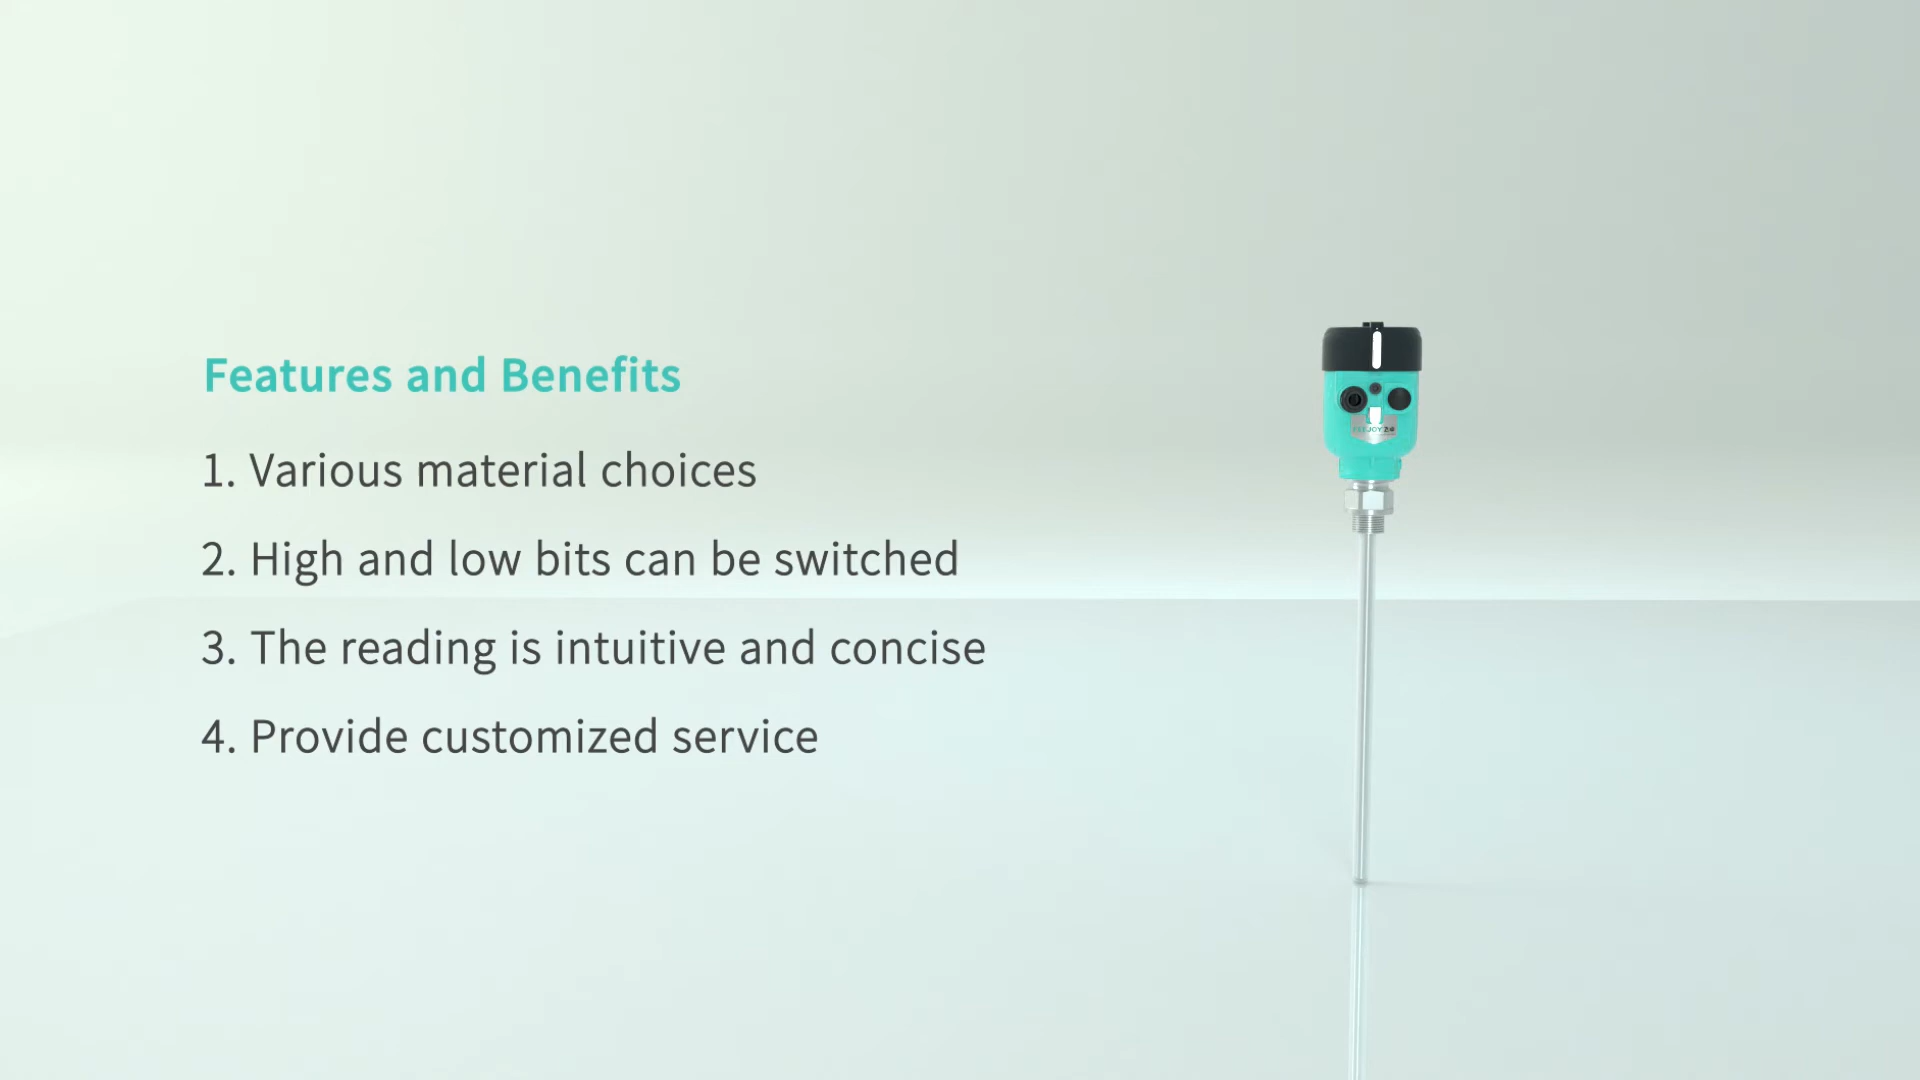 Features and Benefits
1. Various material choices
2. High and low bits can be switched
3. The reading is intuitive and concise
4. Provide customized service